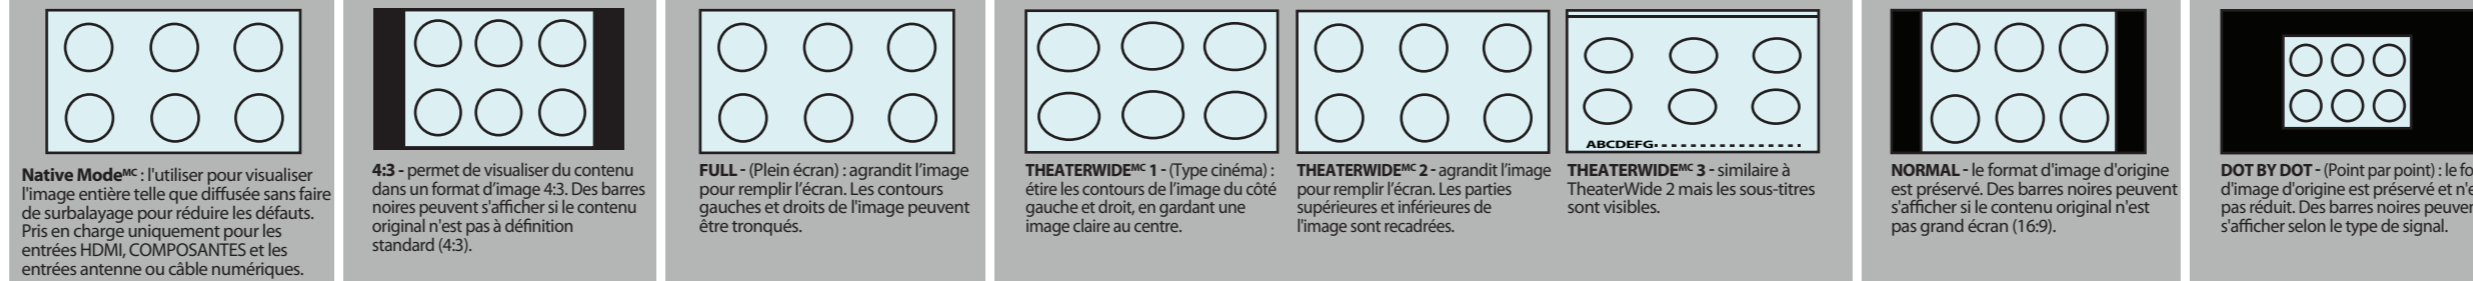 Native Modeᴹᶜ : l'utiliser pour visualiser
l'image entière telle que diffusée sans faire
de surbalayage pour réduire les défauts.
Pris en charge uniquement pour les
entrées HDMI, COMPOSANTES et les
entrées antenne ou câble numériques.
4:3 - permet de visualiser du contenu
dans un format d'image 4:3. Des barres
noires peuvent s'afficher si le contenu
original n'est pas à définition
standard (4:3).
FULL - (Plein écran) : agrandit l'image
pour remplir l'écran. Les contours
gauches et droits de l'image peuvent
être tronqués.
THEATERWIDEᴹᶜ 1 - (Type cinéma) :
étire les contours de l'image du côté
gauche et droit, en gardant une
image claire au centre.
THEATERWIDEᴹᶜ 2 - agrandit l'image
pour remplir l'écran. Les parties
supérieures et inférieures de
l'image sont recadrées.
ABCDEFG
THEATERWIDEᴹᶜ 3 - similaire à
TheaterWide 2 mais les sous-titres
sont visibles.
NORMAL - le format d'image d'origine
est préservé. Des barres noires peuvent
s'afficher si le contenu original n'est
pas grand écran (16:9).
DOT BY DOT - (Point par point) : le fo
d'image d'origine est préservé et n'e
pas réduit. Des barres noires peuven
s'afficher selon le type de signal.